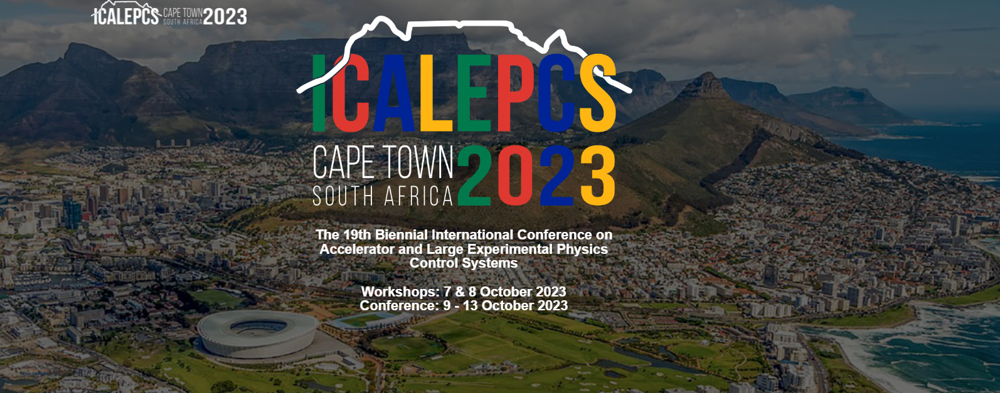 ICALEPCS CAPE TOWN SOUTH AFRICA 2023
ICALEPCS
CAPE TOWN
SOUTH AFRICA
2023
The 19th Biennial International Conference on
Accelerator and Large Experimental Physics
Control Systems
Workshops: 7 & 8 October 2023
Conference: 9 - 13 October 2023